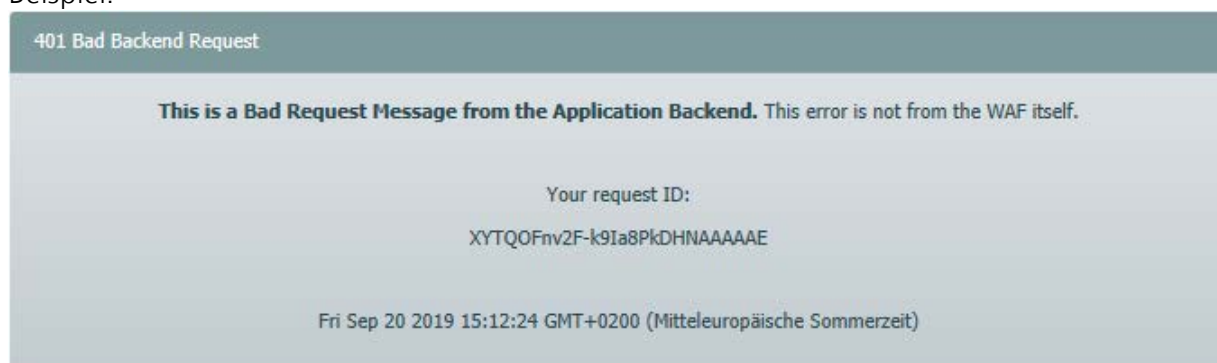 Beispiel:
401 Bad Backend Request
This is a Bad Request Message from the Application Backend. This error is not from the WAF itself.
Your request ID:
XYTQOFnv2F-k9Ia8PkDHNAAAAAE
Fri Sep 20 2019 15:12:24 GMT+0200 (Mitteleuropäische Sommerzeit)